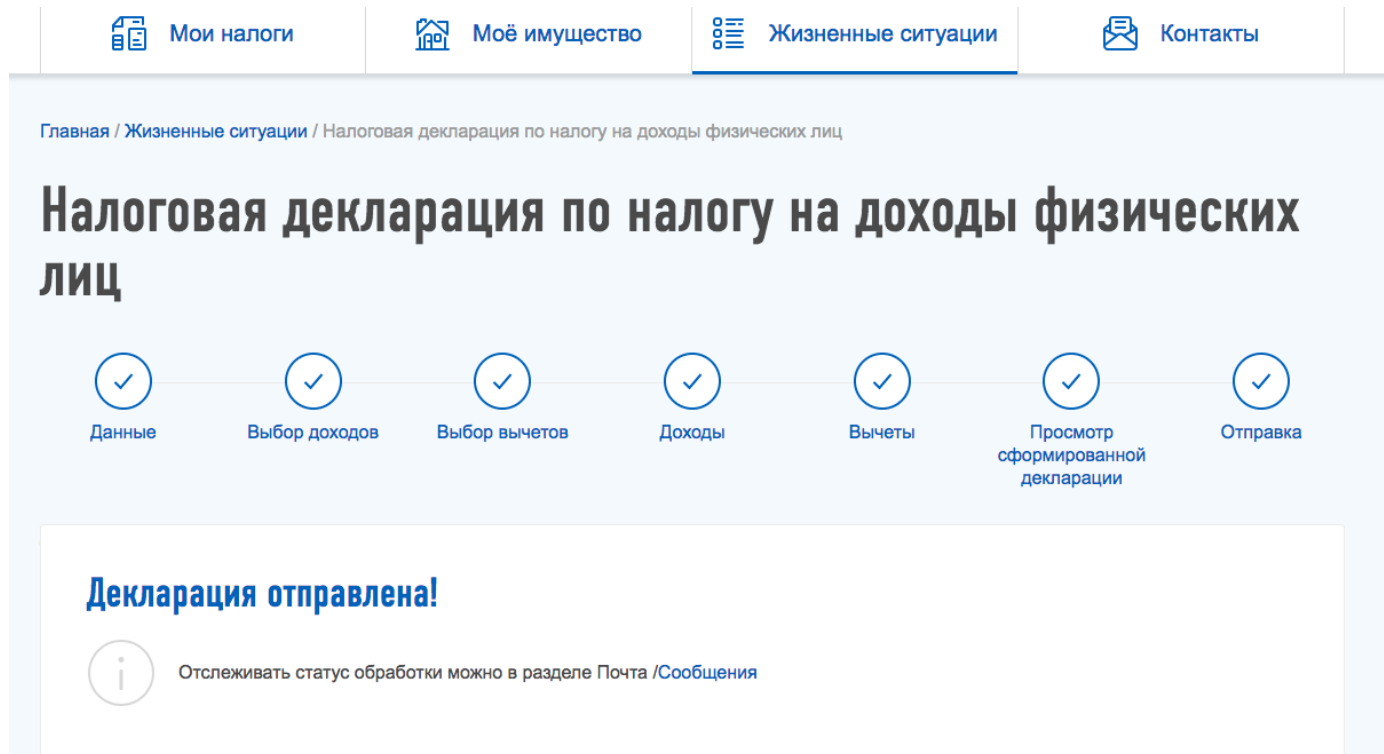 Мои налоги
Моё имущество
Жизненные ситуации
Контакты
Главная / Жизненные ситуации / Налоговая декларация по налогу на доходы физических лиц
Налоговая декларация по налогу на доходы физических
лиц
Данные
Выбор доходов
Выбор вычетов
Доходы
Вычеты
Просмотр
сформированной
декларации
Отправка
Декларация отправлена!
Отслеживать статус обработки можно в разделе Почта /Сообщения